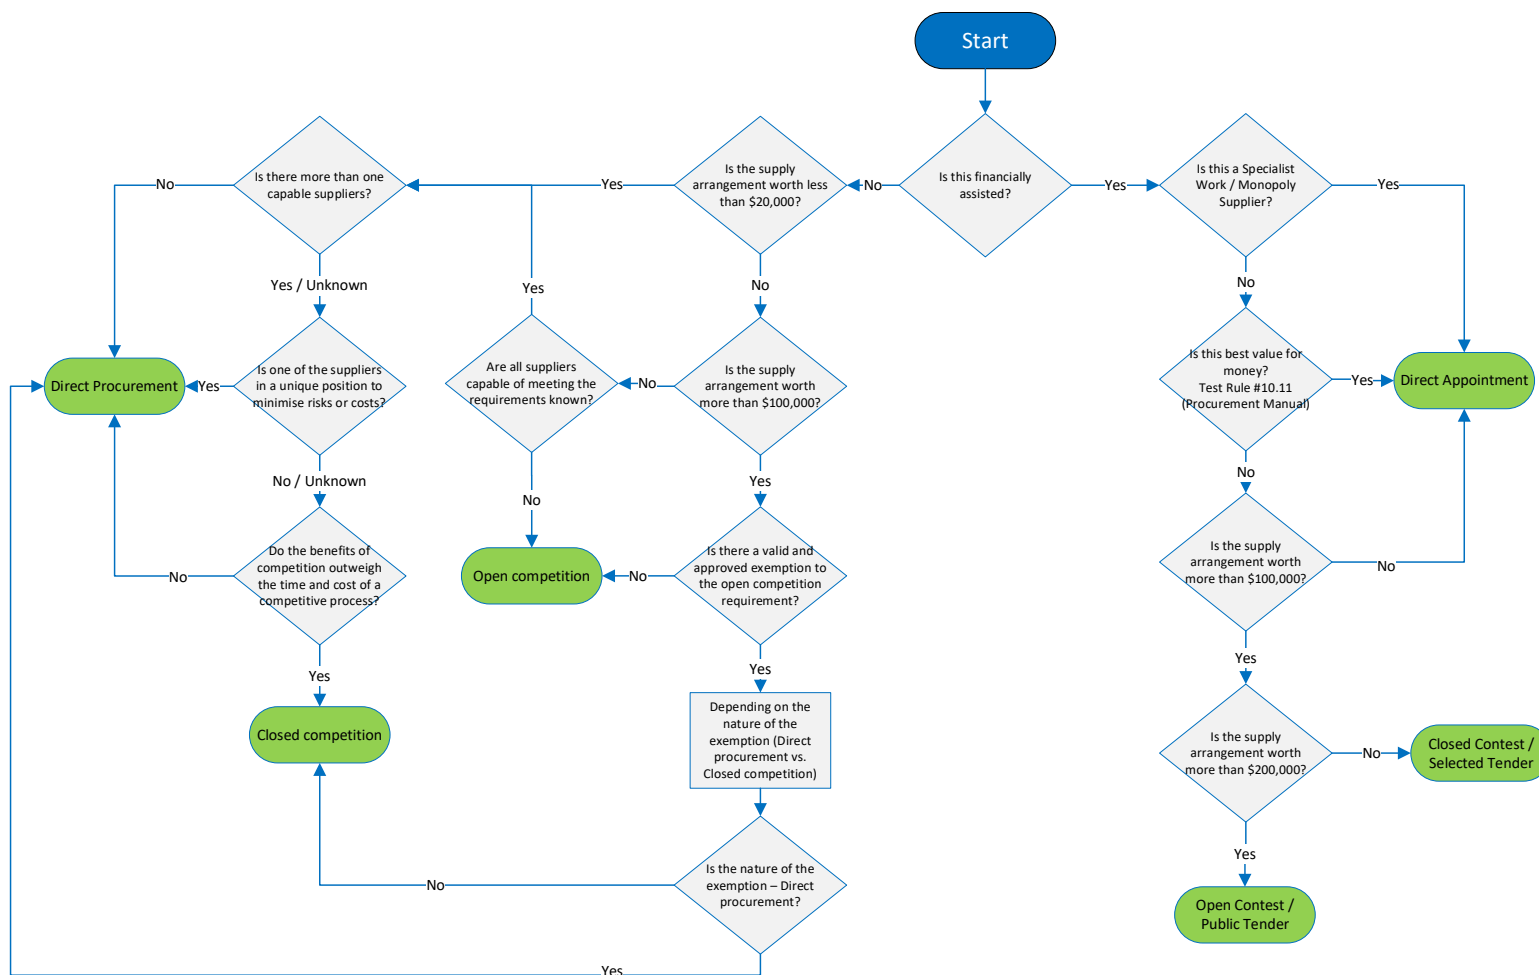 Start
Is this financially
assisted?
No
Yes
Is the supply
arrangement worth less
than $20,000?
Yes
No
Is there more than one
capable suppliers?
No
Yes / Unknown
Is one of the suppliers
in a unique position to
minimise risks or costs?
Yes
Direct Procurement
No / Unknown
Do the benefits of
competition outweigh
the time and cost of a
competitive process?
No
Yes
Closed competition
Is the supply
arrangement worth
more than $100,000?
No
Yes
Are all suppliers
capable of meeting the
requirements known?
Yes
No
Open competition
Is there a valid and
approved exemption to
the open competition
requirement?
No
Yes
Depending on the
nature of the
exemption (Direct
procurement vs.
Closed competition)
Is the nature of the
exemption – Direct
procurement?
No
Yes
Is this a Specialist
Work / Monopoly
Supplier?
Yes
No
Is this best value for
money?
Test Rule #10.11
(Procurement Manual)
Yes
Direct Appointment
No
Is the supply
arrangement worth
more than $100,000?
No
Yes
Is the supply
arrangement worth
more than $200,000?
No
Closed Contest /
Selected Tender
Yes
Open Contest /
Public Tender